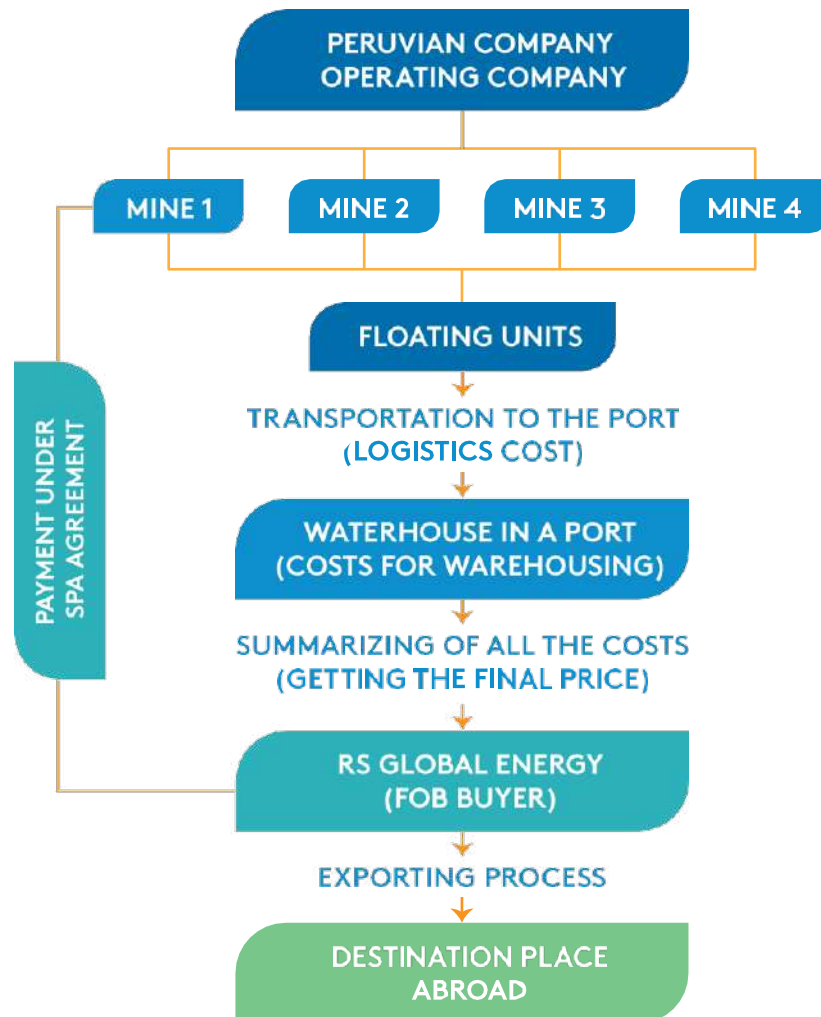 PERUVIAN COMPANY
OPERATING COMPANY
MINE 1
MINE 2
MINE 3
MINE 4
FLOATING UNITS
TRANSPORTATION TO THE PORT
(LOGISTICS COST)
PAYMENT UNDER
SPA AGREEMENT
WATERHOUSE IN A PORT
(COSTS FOR WAREHOUSING)
SUMMARIZING OF ALL THE COSTS
(GETTING THE FINAL PRICE)
RS GLOBAL ENERGY
(FOB BUYER)
EXPORTING PROCESS
DESTINATION PLACE
ABROAD